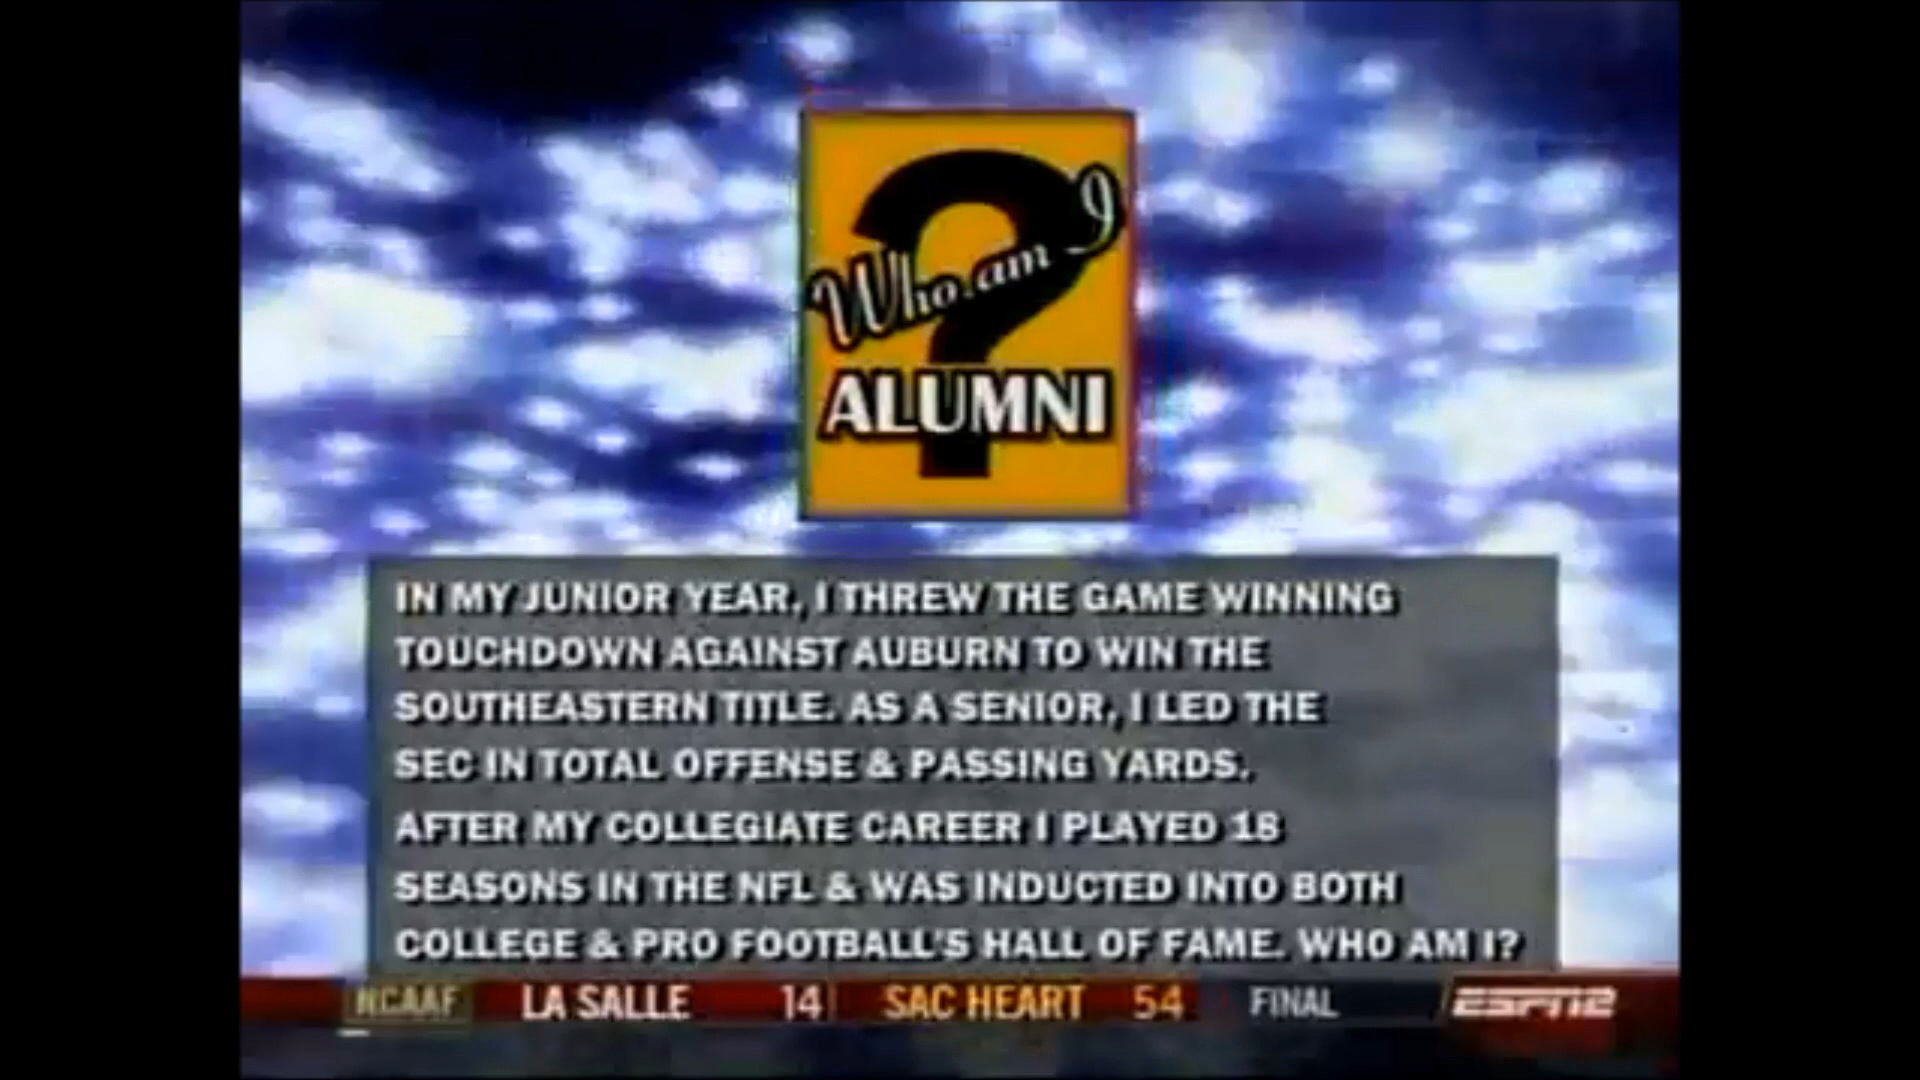 Who am I
ALUMNI
IN MY JUNIOR YEAR, I THREW THE GAME WINNING
TOUCHDOWN AGAINST AUBURN TO WIN THE
SOUTHEASTERN TITLE. AS A SENIOR, I LED THE
SEC IN TOTAL OFFENSE & PASSING YARDS.
AFTER MY COLLEGIATE CAREER I PLAYED 18
SEASONS IN THE NFL & WAS INDUCTED INTO BOTH
COLLEGE & PRO FOOTBALL'S HALL OF FAME. WHO AM I?
NCAAF LA SALLE 14 SAC HEART 54 FINAL ESPN2